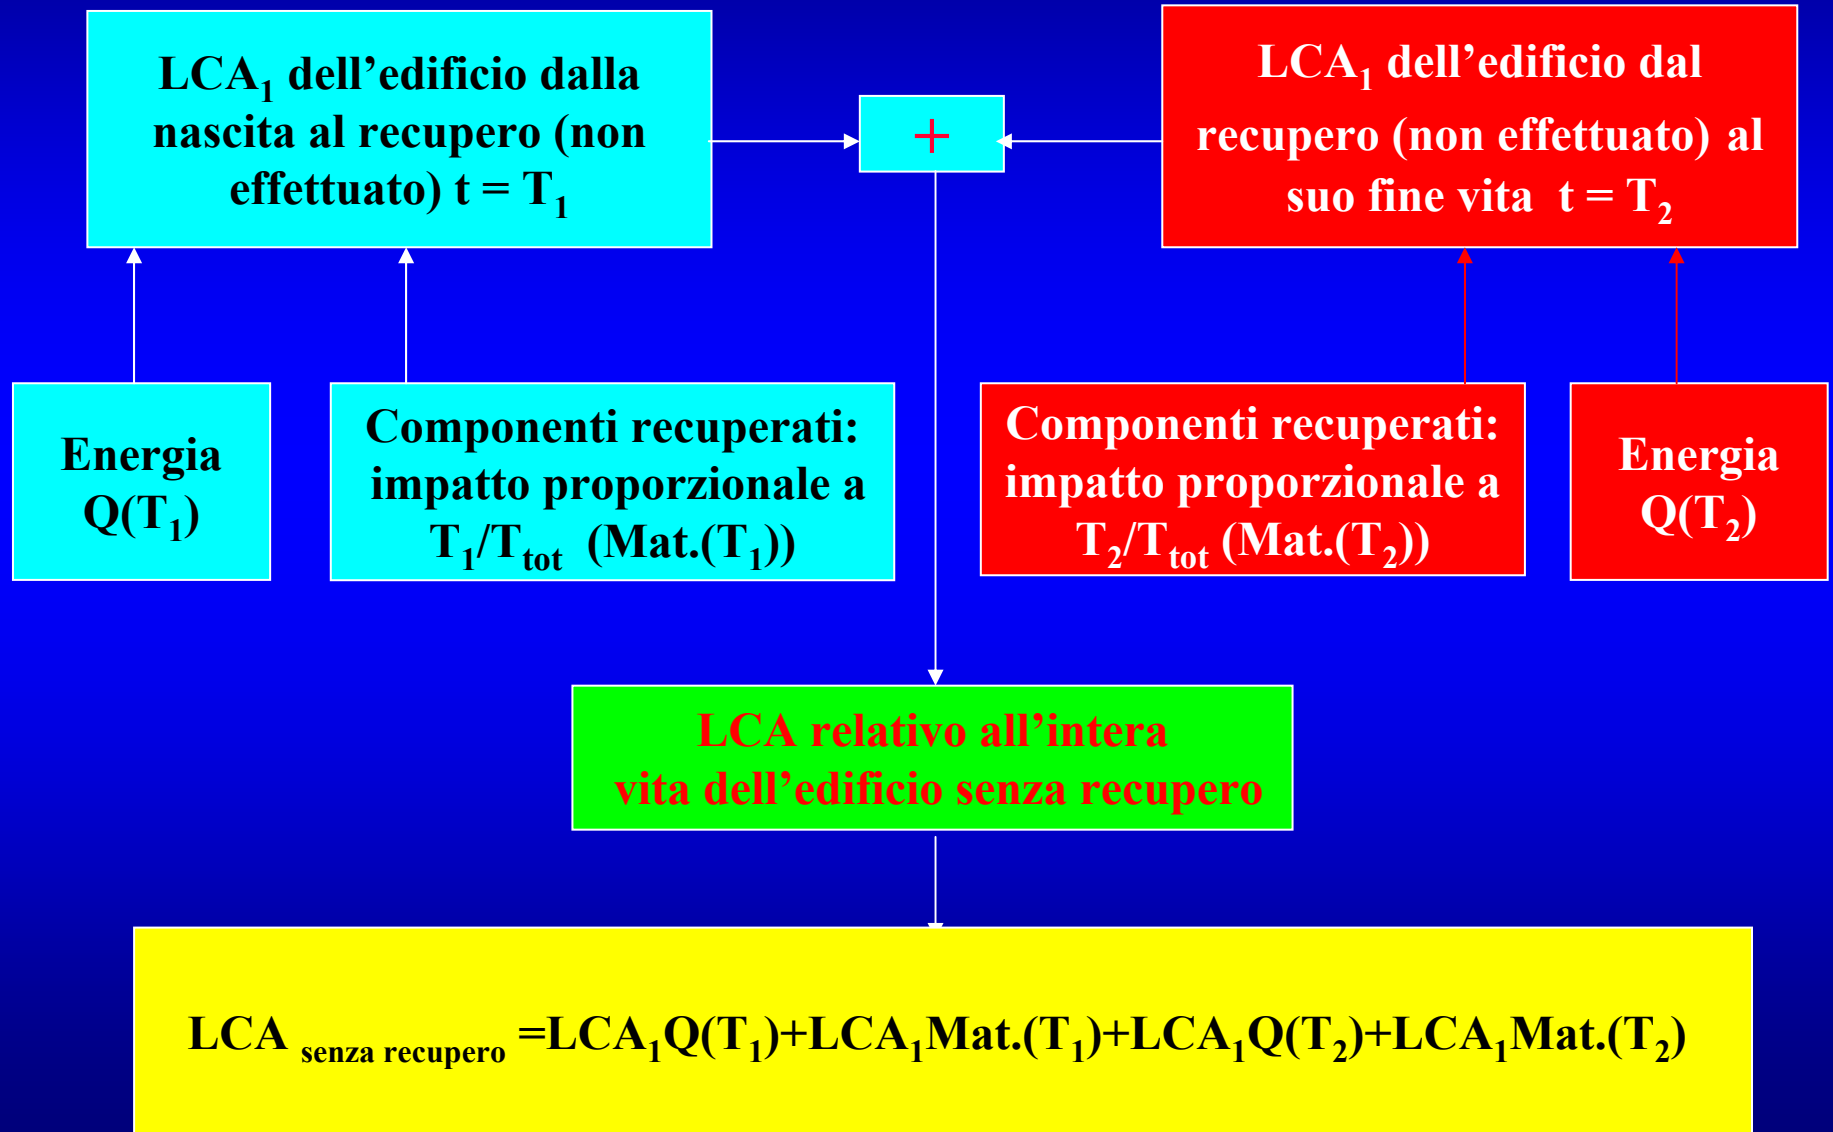 LCA₁ dell’edificio dalla
nascita al recupero (non
effettuato) t = T₁
+
LCA₁ dell’edificio dal
recupero (non effettuato) al
suo fine vita t = T₂
Energia
Q(T₁)
Componenti recuperati:
impatto proporzionale a
T₁/Tₜₒₜ (Mat.(T₁))
Componenti recuperati:
impatto proporzionale a
T₂/Tₜₒₜ (Mat.(T₂))
Energia
Q(T₂)
LCA relativo all’intera
vita dell’edificio senza recupero
LCA senza recupero =LCA₁Q(T₁)+LCA₁Mat.(T₁)+LCA₁Q(T₂)+LCA₁Mat.(T₂)